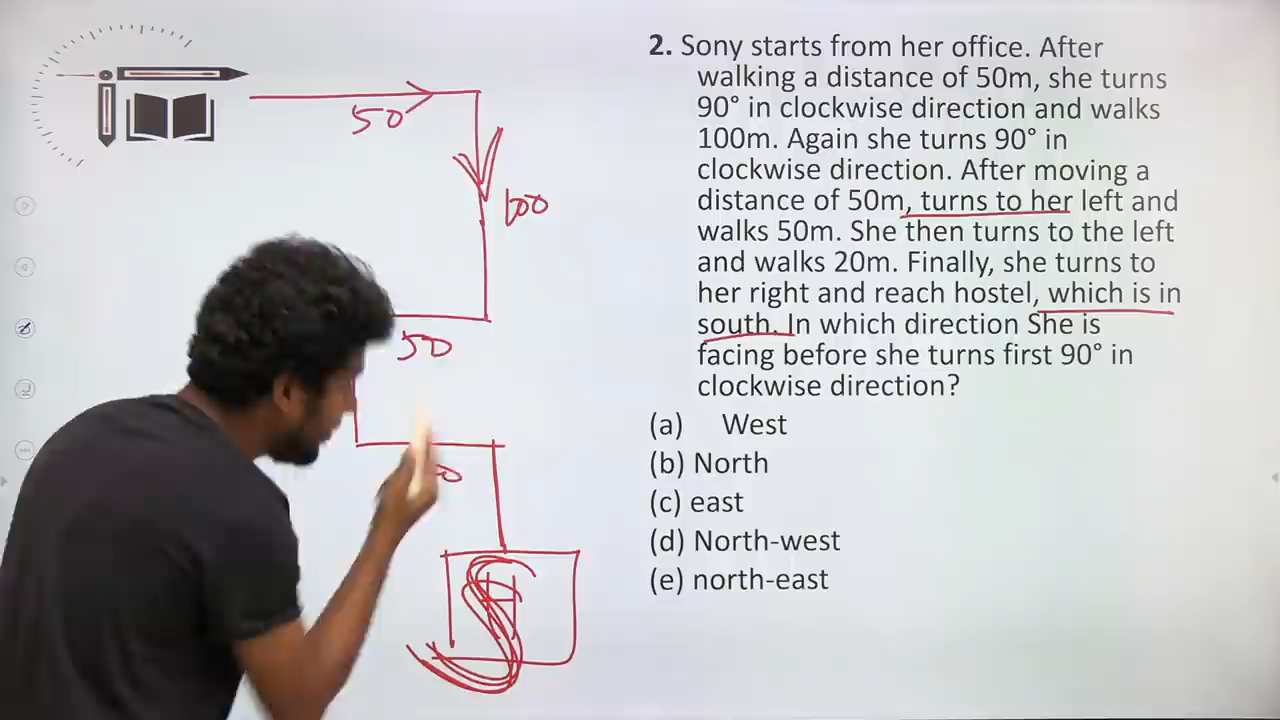 2. Sony starts from her office. After
walking a distance of 50m, she turns
90° in clockwise direction and walks
100m. Again she turns 90° in
clockwise direction. After moving a
distance of 50m, turns to her left and
walks 50m. She then turns to the left
and walks 20m. Finally, she turns to
her right and reach hostel, which is in
south. In which direction She is
facing before she turns first 90° in
clockwise direction?
(a) West
(b) North
(c) east
(d) North-west
(e) north-east
50
100
50
H
S